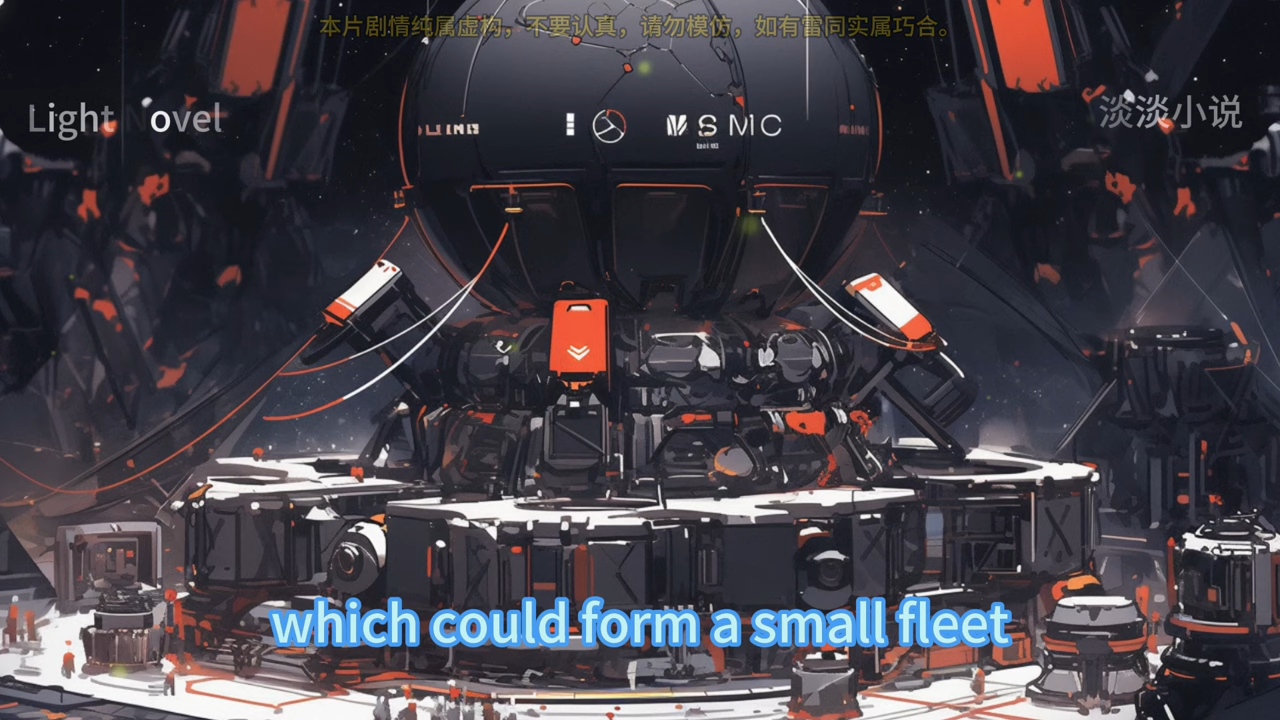 本片剧情纯属虚构，不要认真，请勿模仿，如有雷同实属巧合。
Light Novel
淡淡小说
SMC
which could form a small fleet